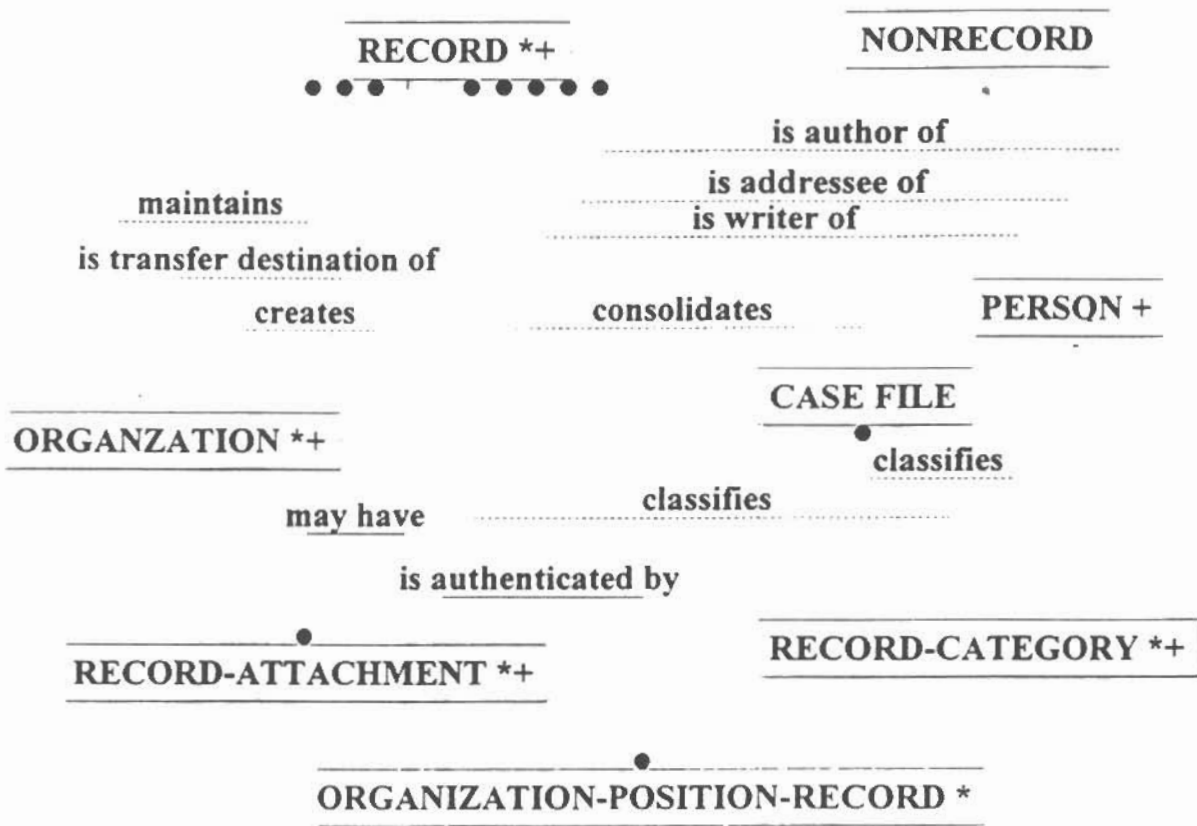 RECORD *+
NONRECORD
is author of
is addressee of
maintains
is writer of
is transfer destination of
creates
consolidates
PERSON +
CASE FILE
ORGANZATION *+
classifies
may have
classifies
is authenticated by
RECORD-CATEGORY *+
RECORD-ATTACHMENT *+
ORGANIZATION-POSITION-RECORD *